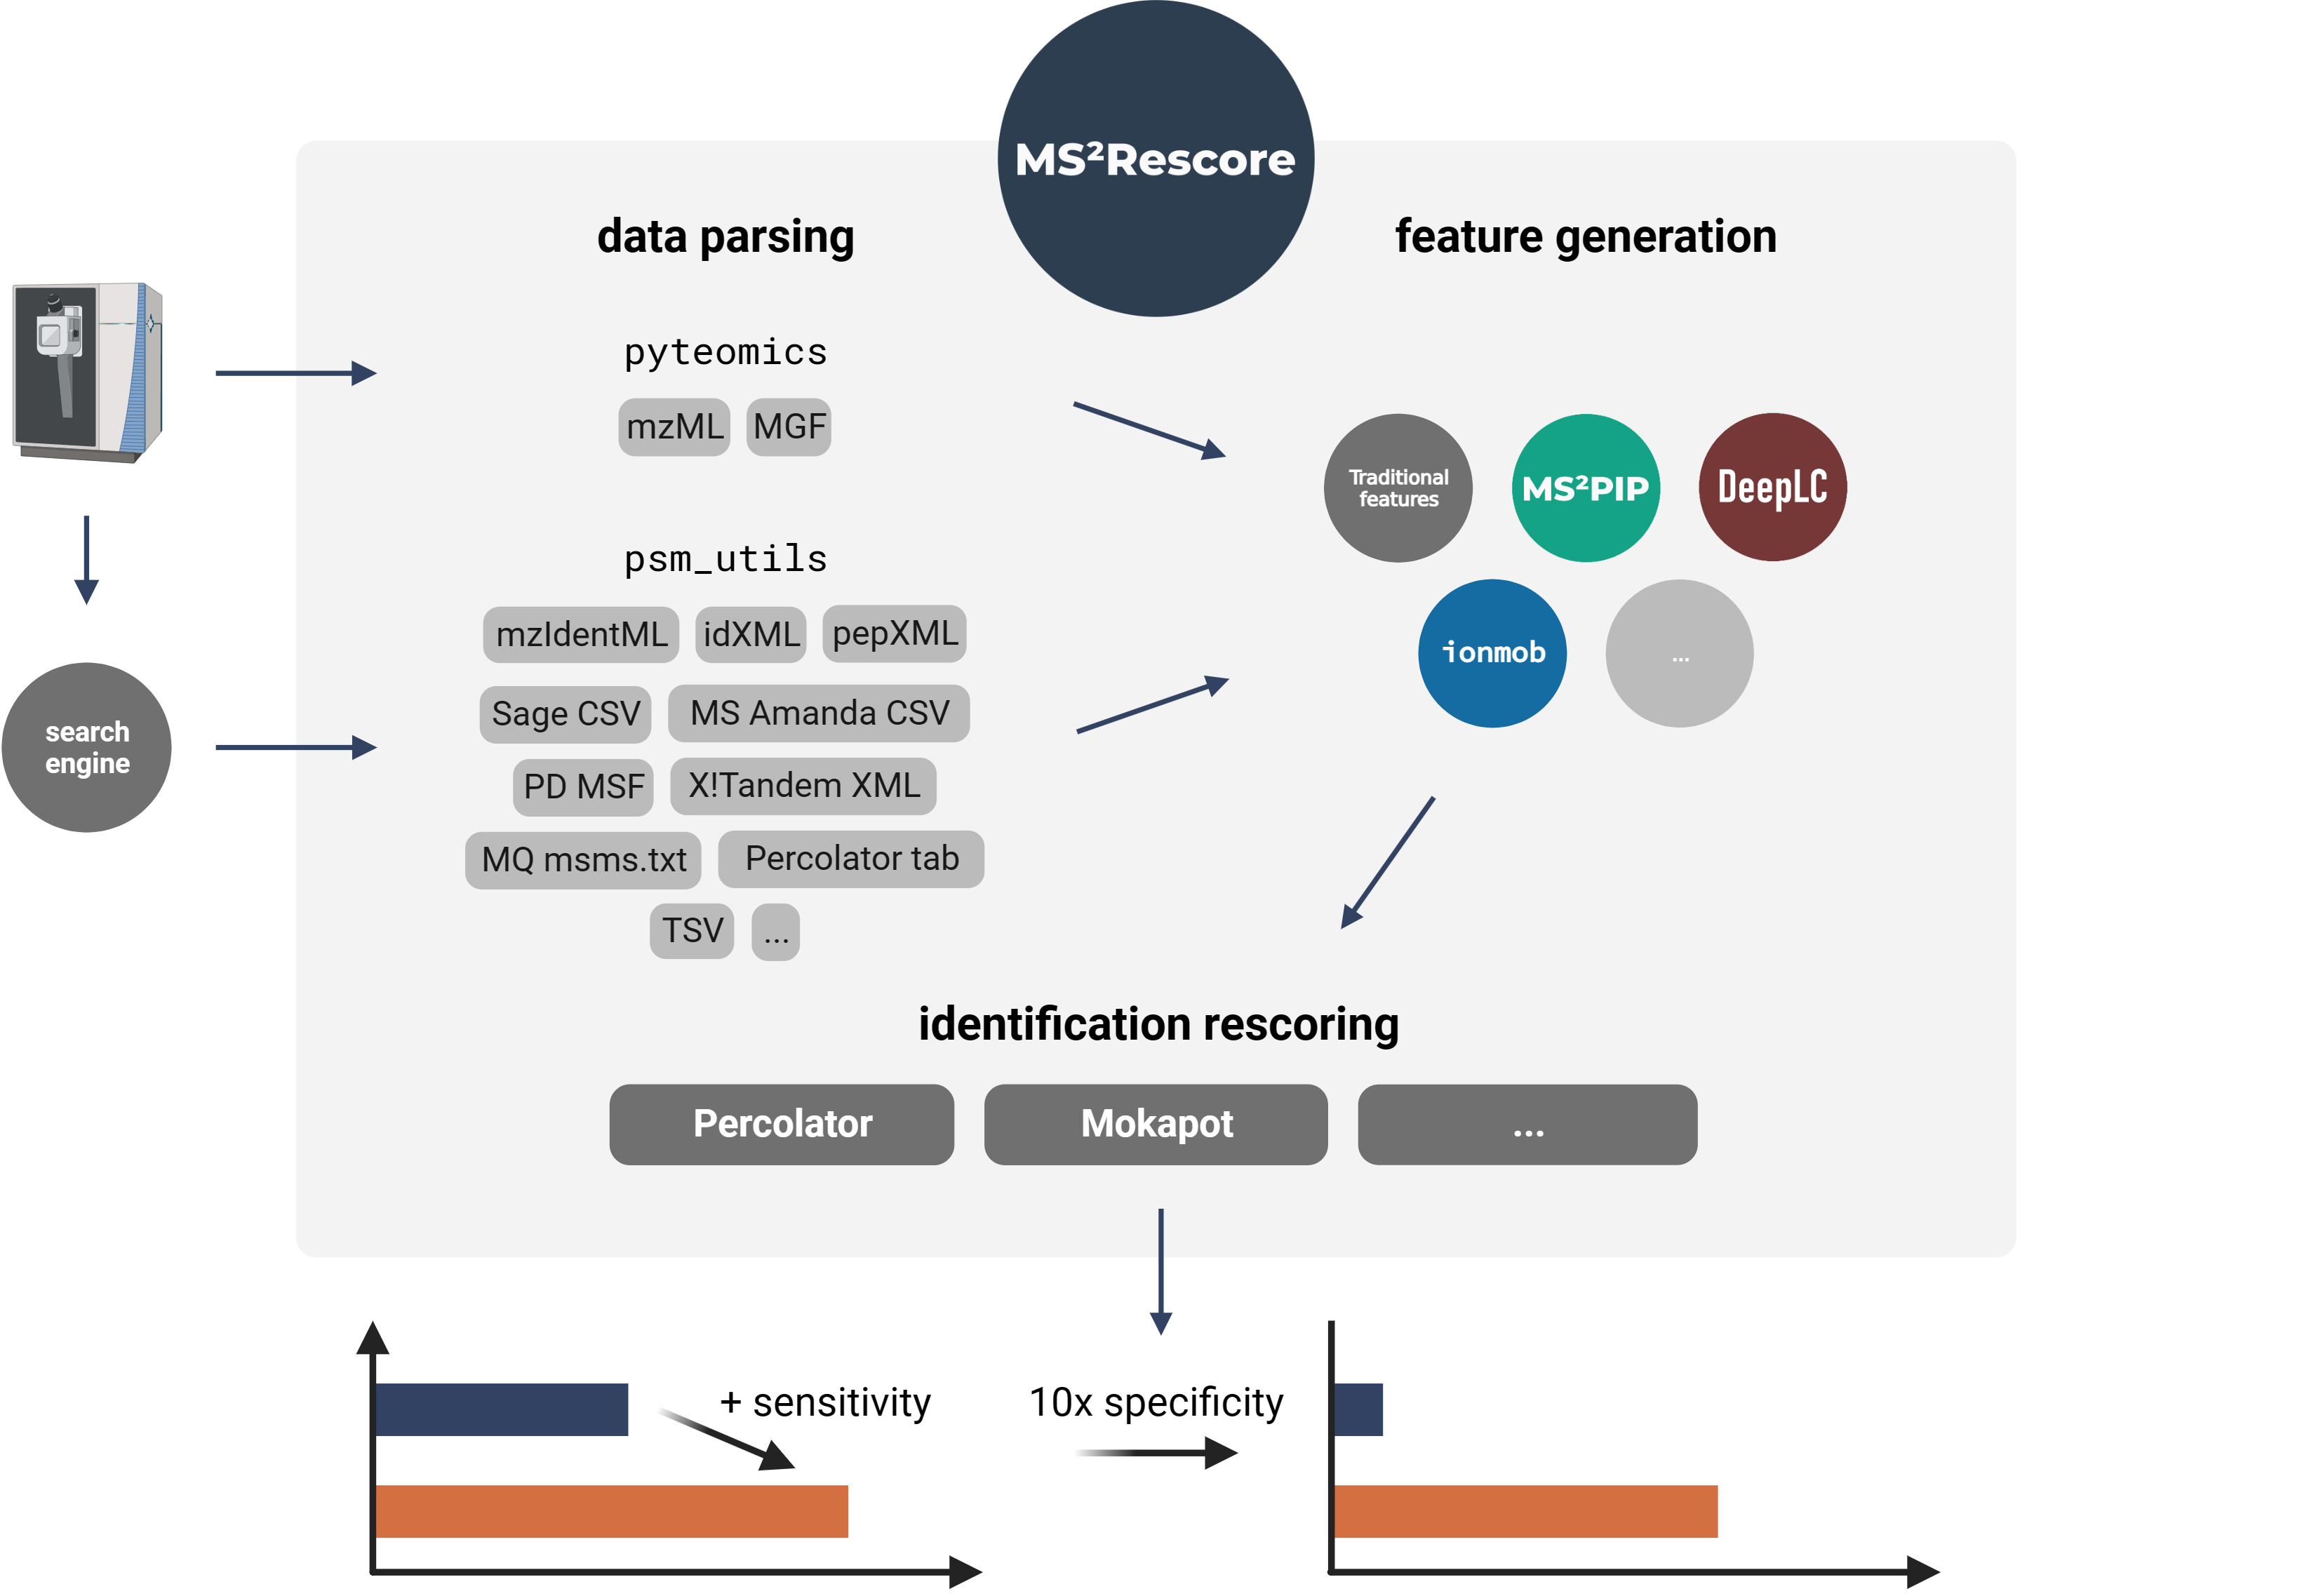 MS²Rescore
data parsing
feature generation
pyteomics
mzML MGF
psm_utils
mzIdentML idXML pepXML
Sage CSV MS Amanda CSV
PD MSF X!Tandem XML
MQ msms.txt Percolator tab
TSV ...
search
engine
Traditional
features
MS²PIP
DeepLC
ionmob
...
identification rescoring
Percolator Mokapot ...
+ sensitivity
10x specificity